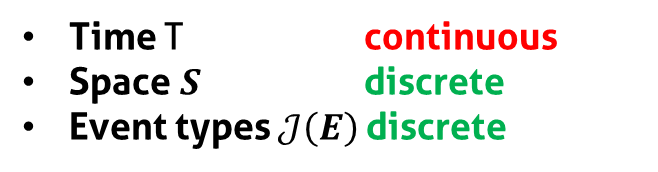 • Time T continuous
• Space S discrete
• Event types 𝒥(E) discrete